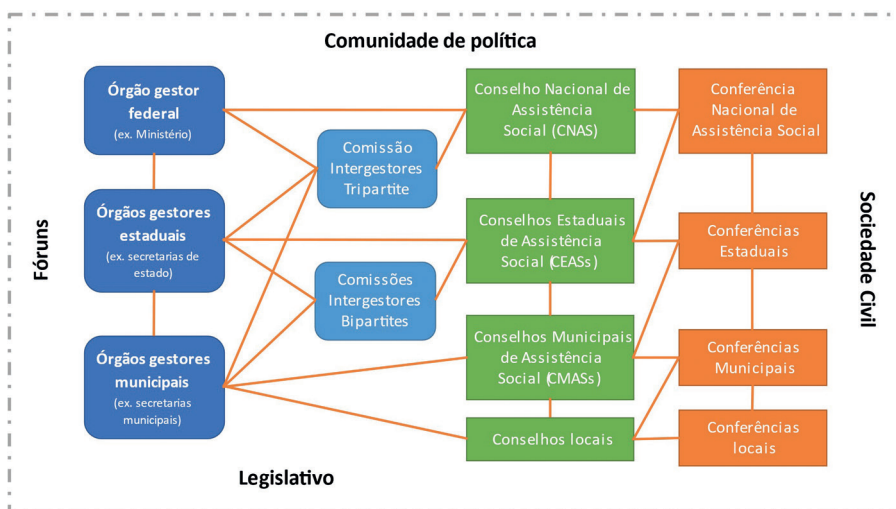 Comunidade de política
Órgão gestor
federal
(ex. Ministério)
Comissão
Intergestores
Tripartite
Conselho Nacional de
Assistência
Social (CNAS)
Conferência
Nacional de
Assistência Social
Órgãos gestores
estaduais
(ex. secretarias de
estado)
Comissões
Intergestores
Bipartites
Conselhos Estaduais
de Assistência
Social (CEASs)
Conferências
Estaduais
Órgãos gestores
municipais
(ex. secretarias municipais)
Conselhos Municipais
de Assistência
Social (CMASs)
Conferências
Municipais
Conselhos locais
Conferências
locais
Fóruns
Sociedade Civil
Legislativo